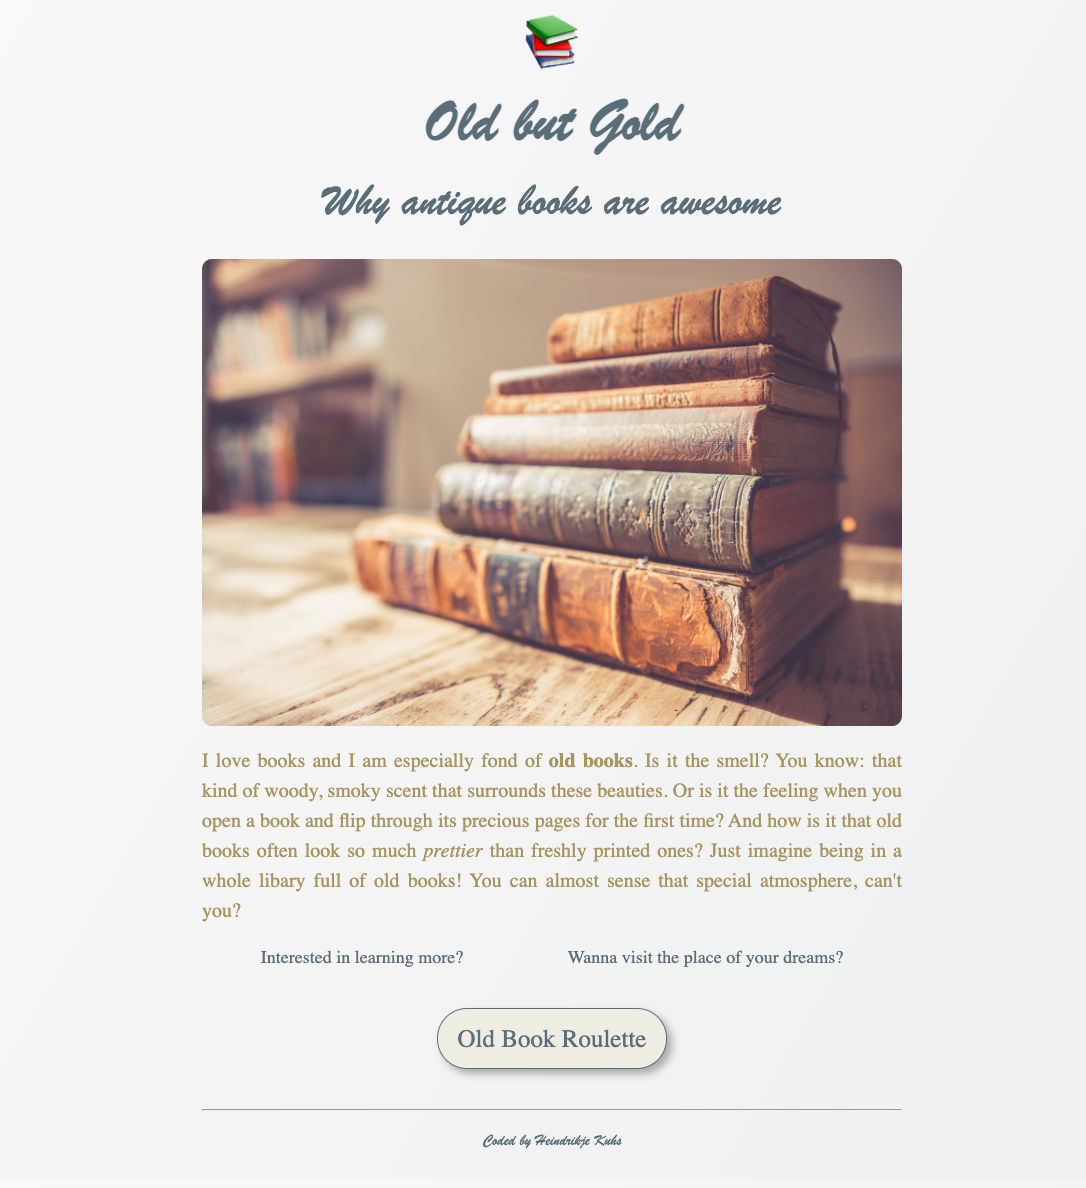 Old but Gold
Why antique books are awesome
I love books and I am especially fond of old books. Is it the smell? You know: that
kind of woody, smoky scent that surrounds these beauties. Or is it the feeling when you
open a book and flip through its precious pages for the first time? And how is it that old
books often look so much prettier than freshly printed ones? Just imagine being in a
whole libary full of old books! You can almost sense that special atmosphere, can't
you?
Interested in learning more? Wanna visit the place of your dreams?
Old Book Roulette
Coded by Heindrikje Kuhs